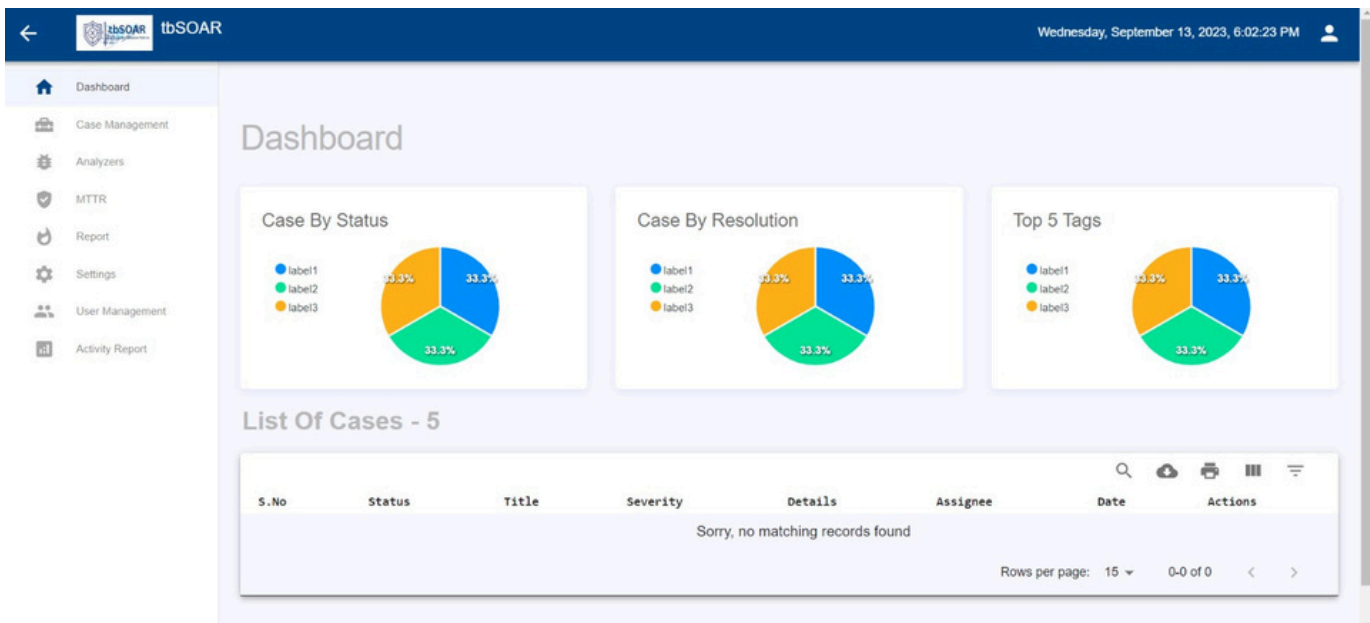 tbSOAR tbSOAR Wednesday, September 13, 2023, 6:02:23 PM
Dashboard
Case Management
Analyzers
MTTR
Report
Settings
User Management
Activity Report
Dashboard
Case By Status
label1
label2
label3
33.3%
33.3%
33.3%
Case By Resolution
label1
label2
label3
33.3%
33.3%
33.3%
Top 5 Tags
label1
label2
label3
33.3%
33.3%
33.3%
List Of Cases - 5
S.No Status Title Severity Details Assignee Date Actions
Sorry, no matching records found
Rows per page: 15 0-0 of 0